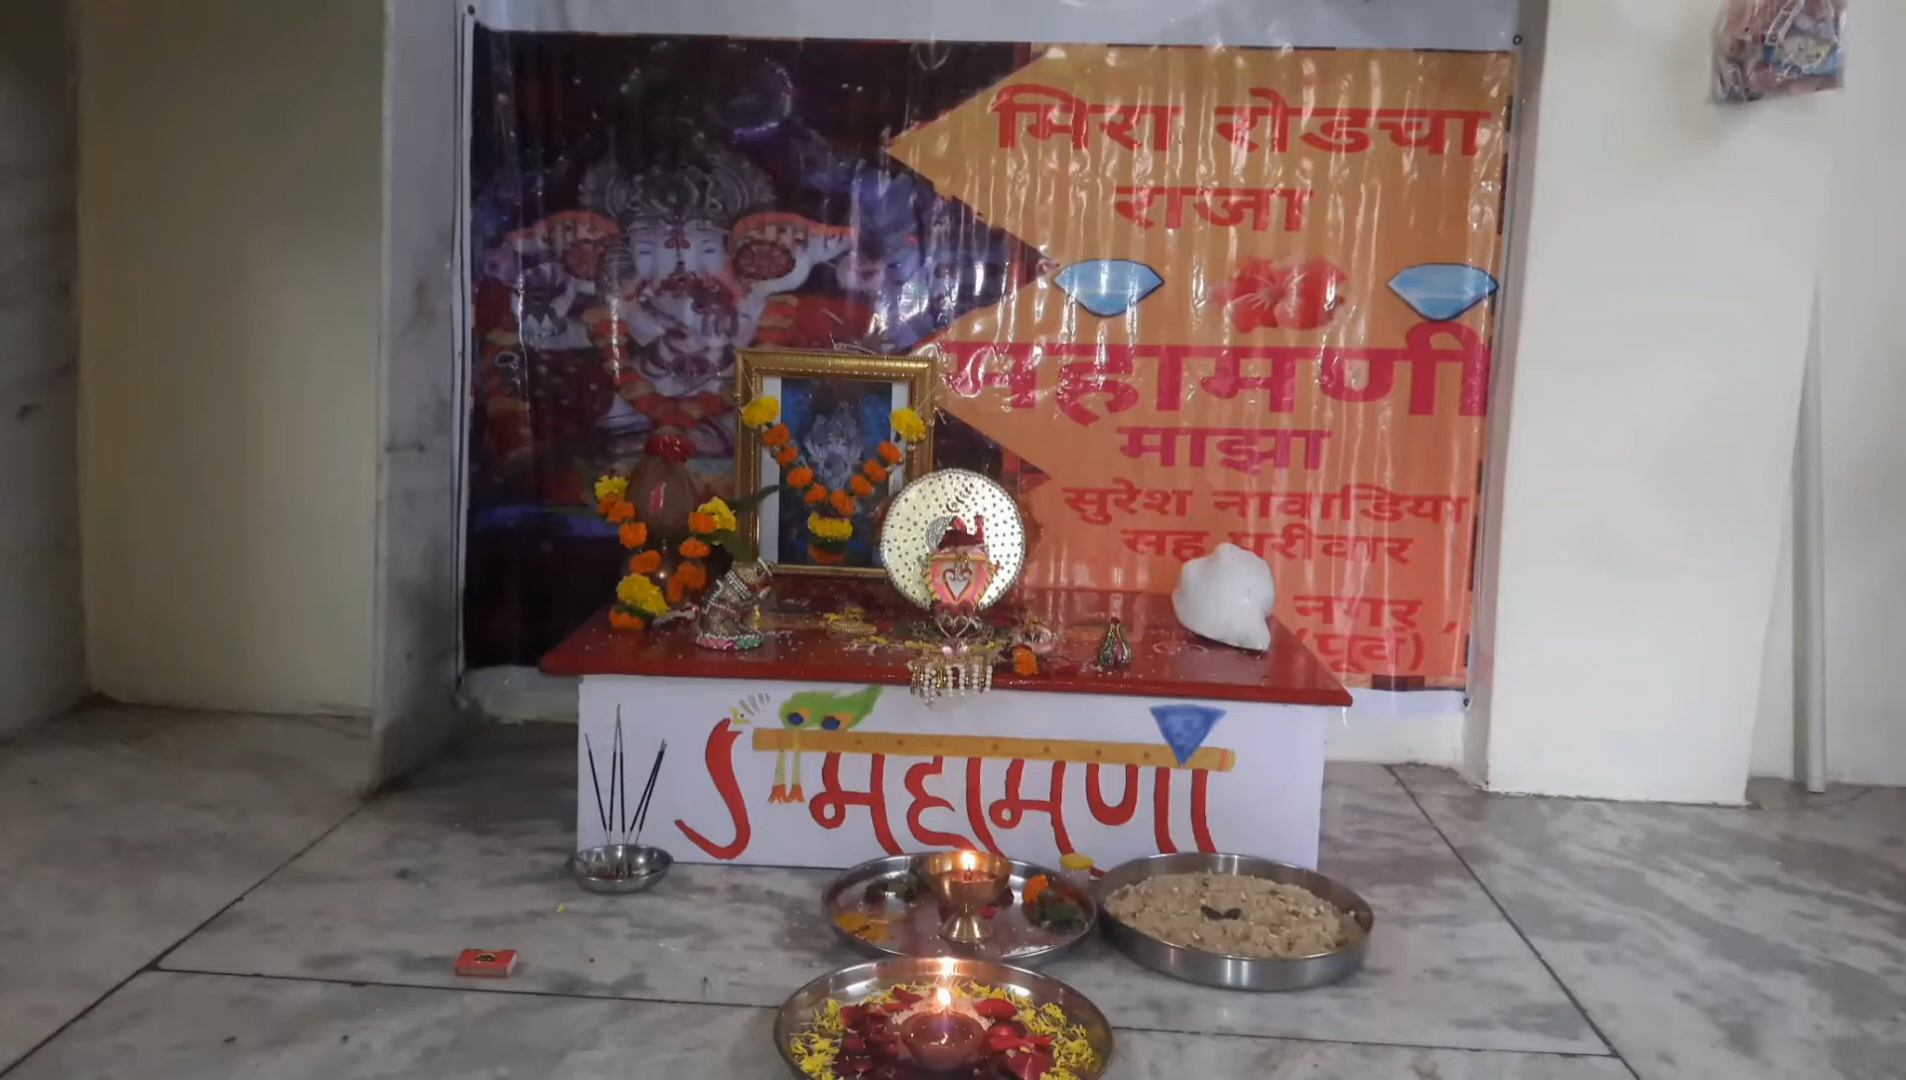 मिरा रोडचा
राजा
महामणी
माझा
सुरेश नावाडिया
सह परीवार
नगर ,
(पूर्व)
महामणी